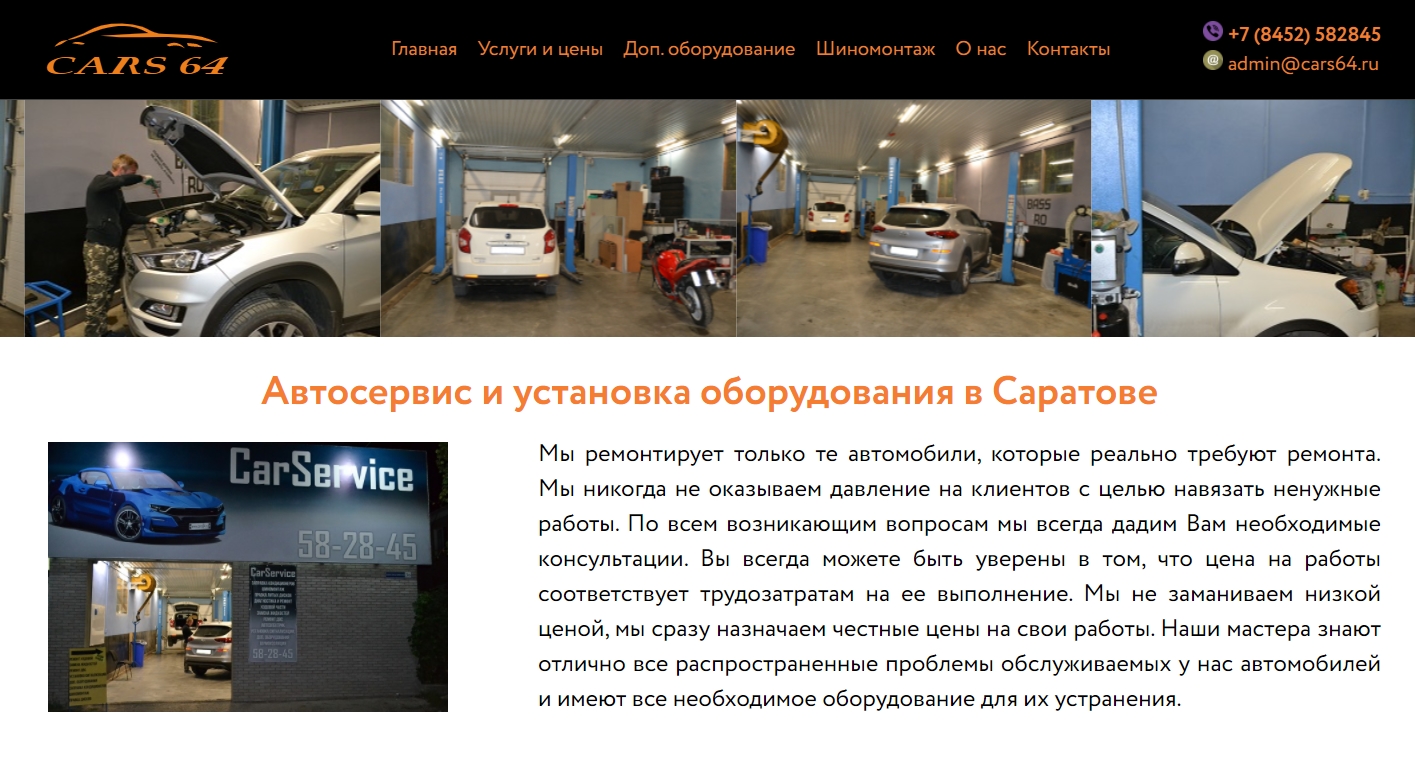 CARS 64
Главная Услуги и цены Доп. оборудование Шиномонтаж О нас Контакты
+7 (8452) 582845
@ admin@cars64.ru
BASS
RO
Автосервис и установка оборудования в Саратове
CarService
58-28-45
CarService
58-28-45
Мы ремонтирует только те автомобили, которые реально требуют ремонта.
Мы никогда не оказываем давление на клиентов с целью навязать ненужные
работы. По всем возникающим вопросам мы всегда дадим Вам необходимые
консультации. Вы всегда можете быть уверены в том, что цена на работы
соответствует трудозатратам на ее выполнение. Мы не заманиваем низкой
ценой, мы сразу назначаем честные цены на свои работы. Наши мастера знают
отлично все распространенные проблемы обслуживаемых у нас автомобилей
и имеют все необходимое оборудование для их устранения.